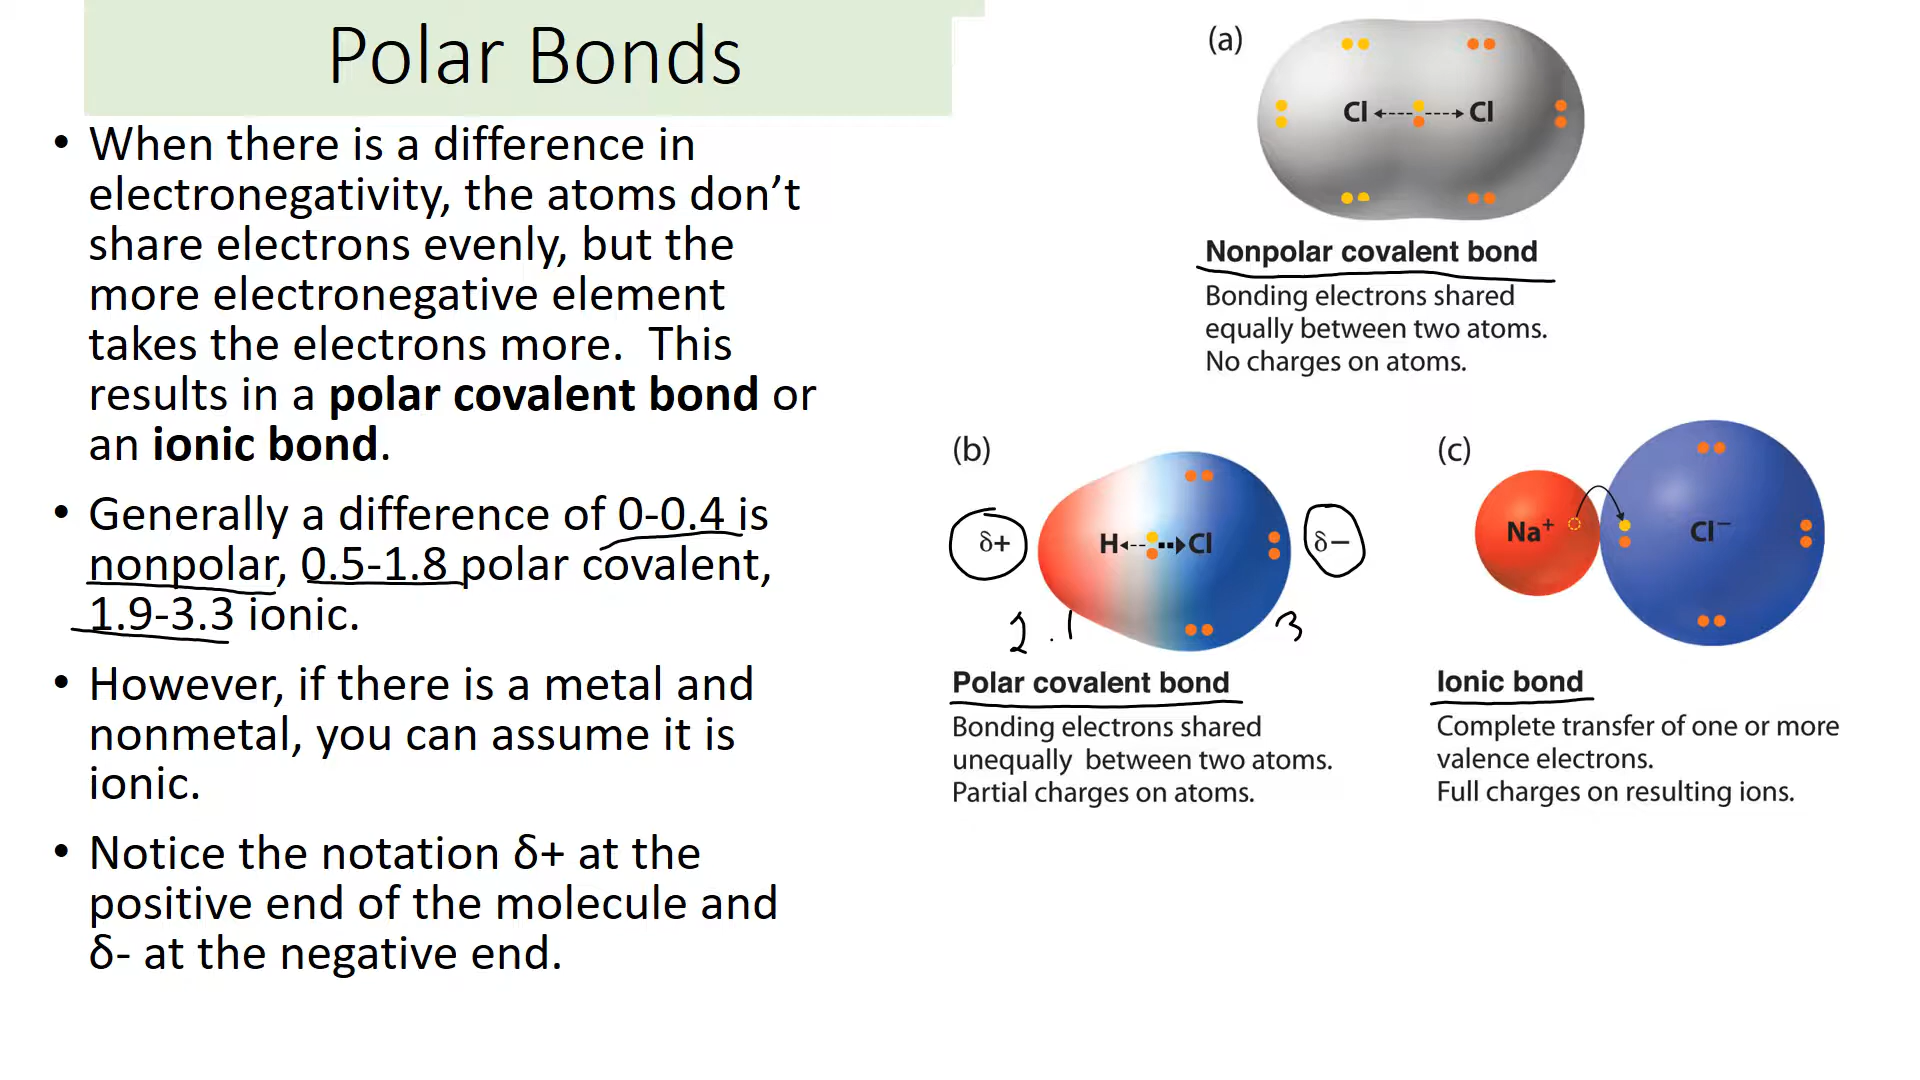 Polar Bonds
• When there is a difference in
electronegativity, the atoms don’t
share electrons evenly, but the
more electronegative element
takes the electrons more.  This
results in a polar covalent bond or
an ionic bond.
• Generally a difference of 0-0.4 is
nonpolar, 0.5-1.8 polar covalent,
1.9-3.3 ionic.
• However, if there is a metal and
nonmetal, you can assume it is
ionic.
• Notice the notation δ+ at the
positive end of the molecule and
δ- at the negative end.
(a)
Cl Cl
Nonpolar covalent bond
Bonding electrons shared
equally between two atoms.
No charges on atoms.
(b)
δ+ H Cl δ−
2.1 3
Polar covalent bond
Bonding electrons shared
unequally  between two atoms.
Partial charges on atoms.
(c)
Na⁺ Cl⁻
Ionic bond
Complete transfer of one or more
valence electrons.
Full charges on resulting ions.